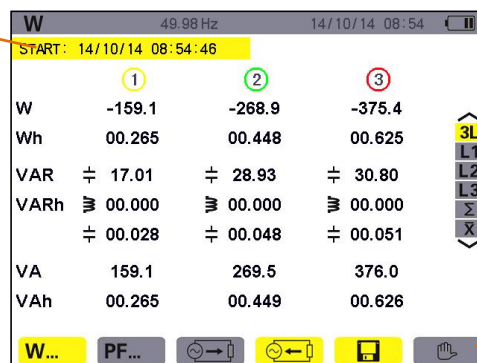 W 49.98 Hz 14/10/14 08:54
START: 14/10/14 08:54:46
1 2 3
W -159.1 -268.9 -375.4
Wh 00.265 00.448 00.625
VAR 17.01 28.93 30.80
VARh 00.000 00.000 00.000
00.028 00.048 00.051
VA 159.1 269.5 376.0
VAh 00.265 00.449 00.626
3L
L1
L2
L3
Σ
X̄
W... PF...